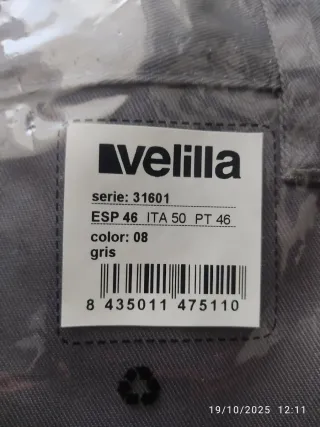 velilla
serie: 31601
ESP 46 ITA 50 PT 46
color: 08
gris
8 435011 475110
19/10/2025 12:11